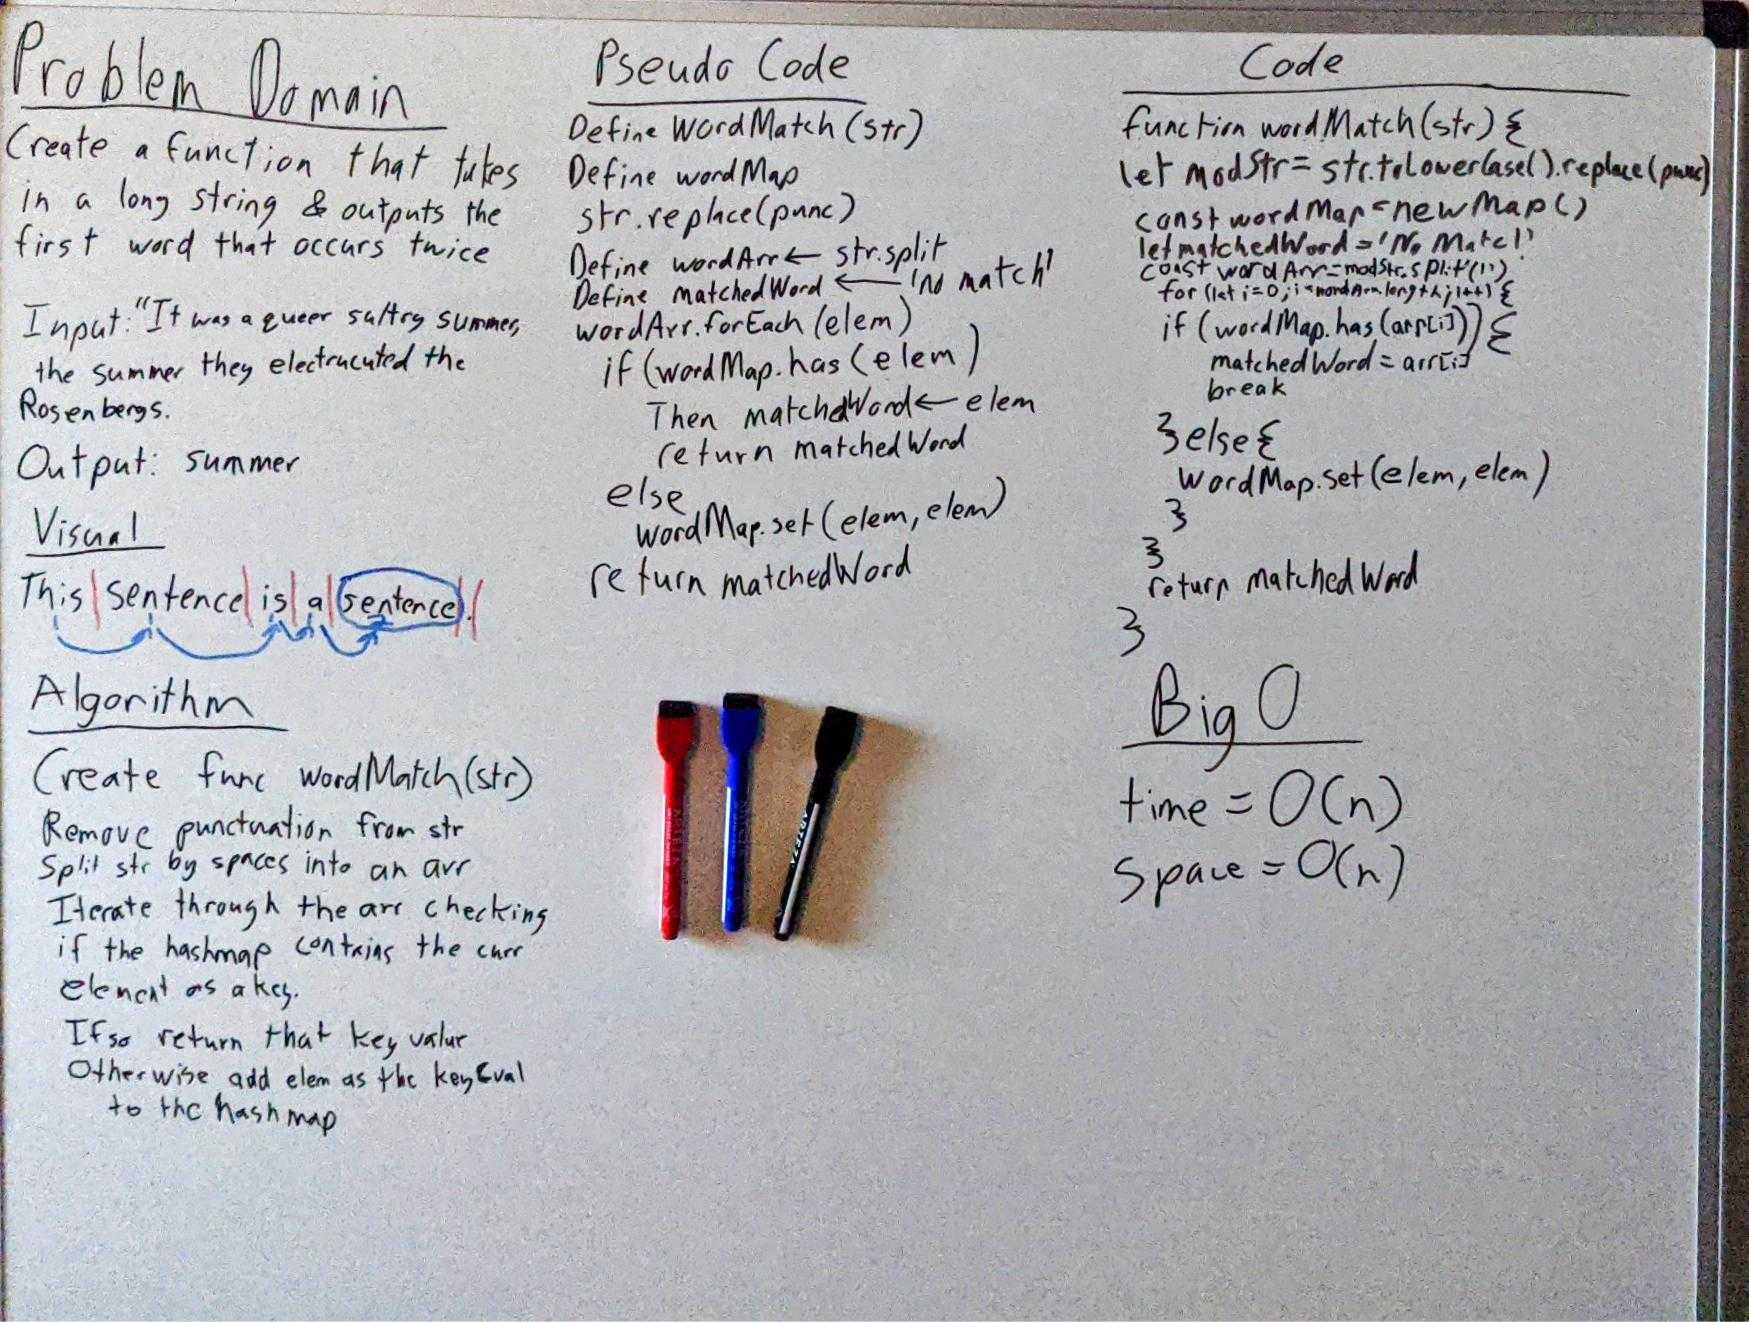 Problem Domain
Create a function that takes
in a long string & outputs the
first word that occurs twice
Input: "It was a queer sultry summer,
the summer they electrucuted the
Rosenbergs.
Output: summer
Visual
This | sentence | is | a | sentence | . |
Algorithm
Create func wordMatch(str)
Remove punctuation from str
Split str by spaces into an arr
Iterate through the arr checking
if the hashmap contains the curr
element as a key.
If so return that key value
Otherwise add elem as the key & val
to the hashmap
Pseudo Code
Define WordMatch (str)
Define wordMap
str.replace(punc)
Define wordArr ← str.split
Define matchedWord ← 'no match'
wordArr.forEach (elem)
if (wordMap.has (elem)
Then matchedWord ← elem
return matchedWord
else
wordMap.set (elem, elem)
return matchedWord
Code
function wordMatch(str) {
let modStr = str.toLowerCase().replace(punc)
const wordMap = new Map()
let matchedWord = 'No Match'
const wordArr = modStr.split(' ')
for (let i=0; i<wordArr.length; i++) {
if (wordMap.has(arr[i])) {
matchedWord = arr[i]
break
} else {
wordMap.set (elem, elem)
}
}
return matchedWord
}
Big O
time = O(n)
space = O(n)
ARTEZA